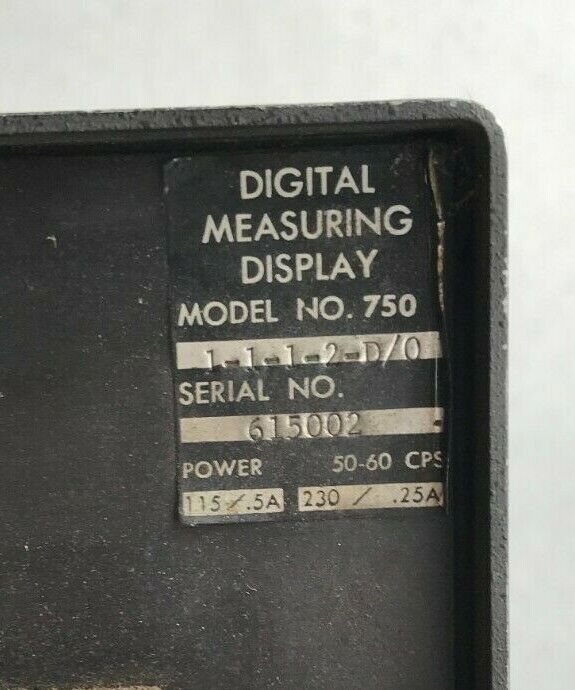 DIGITAL
MEASURING
DISPLAY
MODEL NO. 750
1-1-1-2-D/0
SERIAL NO.
615002
POWER 50-60 CPS
115/.5A 230 / .25A